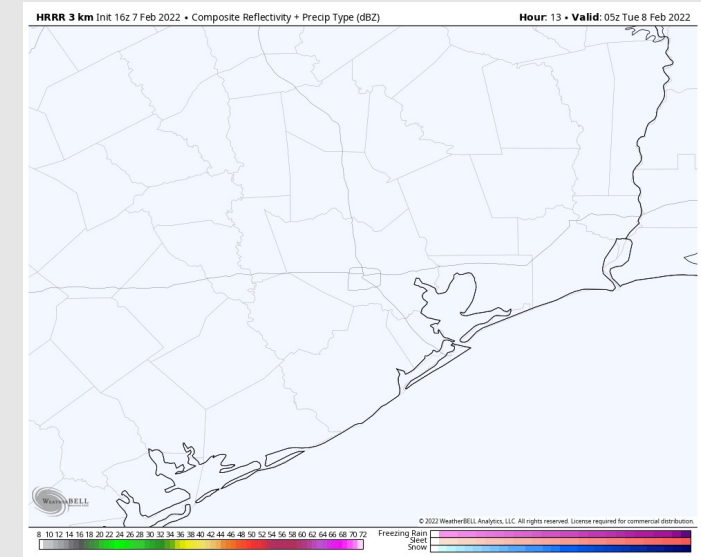 HRRR 3 km Init 16z 7 Feb 2022 • Composite Reflectivity + Precip Type (dBZ) Hour: 13 • Valid: 05z Tue 8 Feb 2022
WeatherBELL
© 2022 WeatherBELL Analytics, LLC. All rights reserved. License required for commercial distribution.
8 10 12 14 16 18 20 22 24 26 28 30 32 34 36 38 40 42 44 46 48 50 52 54 56 58 60 62 64 66 68 70 72
Freezing Rain
Sleet
Snow